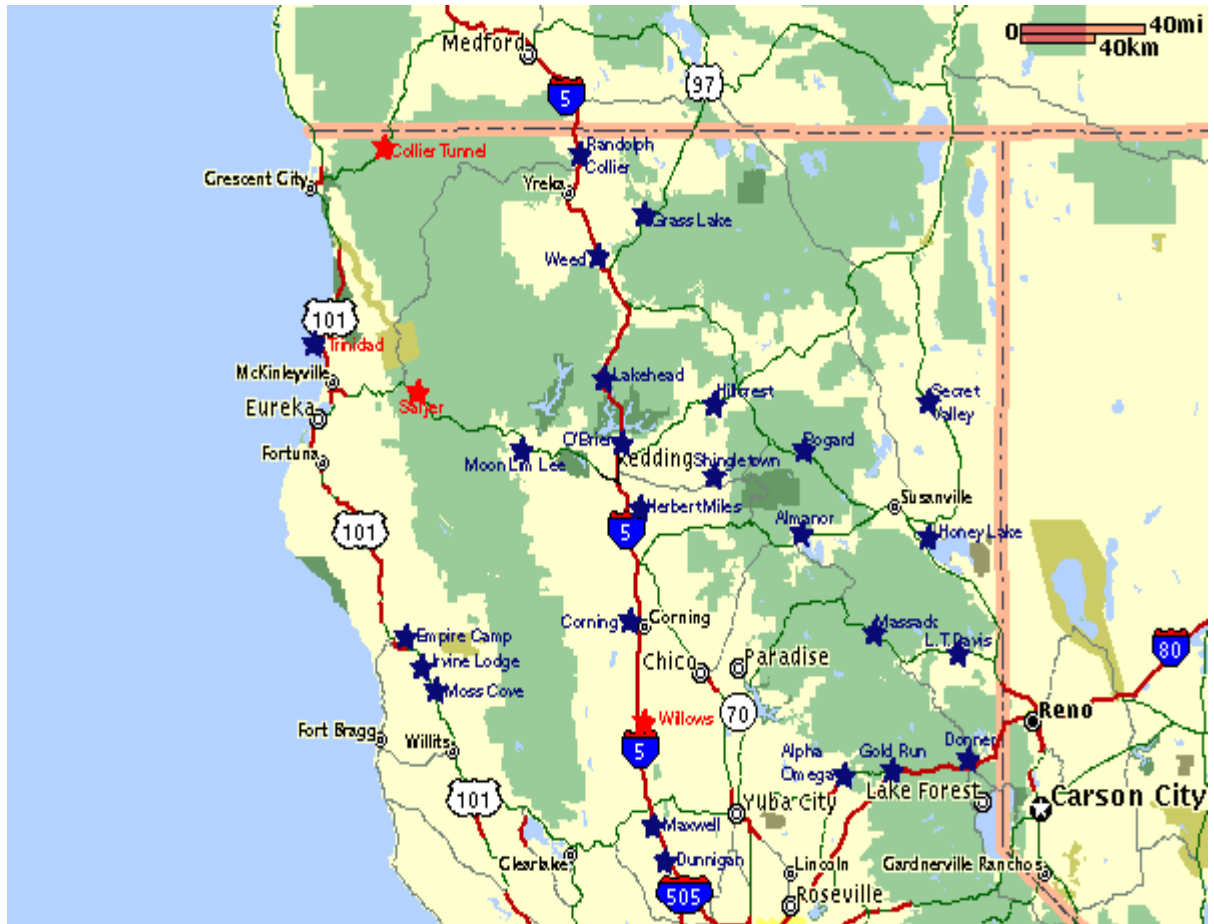 0 40mi
40km
Medford
97
5
Collier Tunnel
Randolph
Collier
Crescent City
Yreka
Grass Lake
Weed
101
Trinidad
McKinleyville
Lakehead
Eureka
Salyer
Hillcrest
Secret
Valley
Fortuna
O'Brien
Redding
Bogard
Moon Lim Lee
Shingletown
Susanville
Herbert Miles
101
5
Almanor
Honey Lake
Empire Camp
Corning
Corning
Massack
L.T.Davis
Irvine Lodge
Chico
Paradise
80
Moss Cove
Willows
70
Reno
Fort Bragg
Willits
5
Alpha
Omega
Gold Run
Donner
101
Yuba City
Lake Forest
Carson City
Maxwell
Clearlake
Dunnigan
Lincoln
Gardnerville Ranchos
505
Roseville